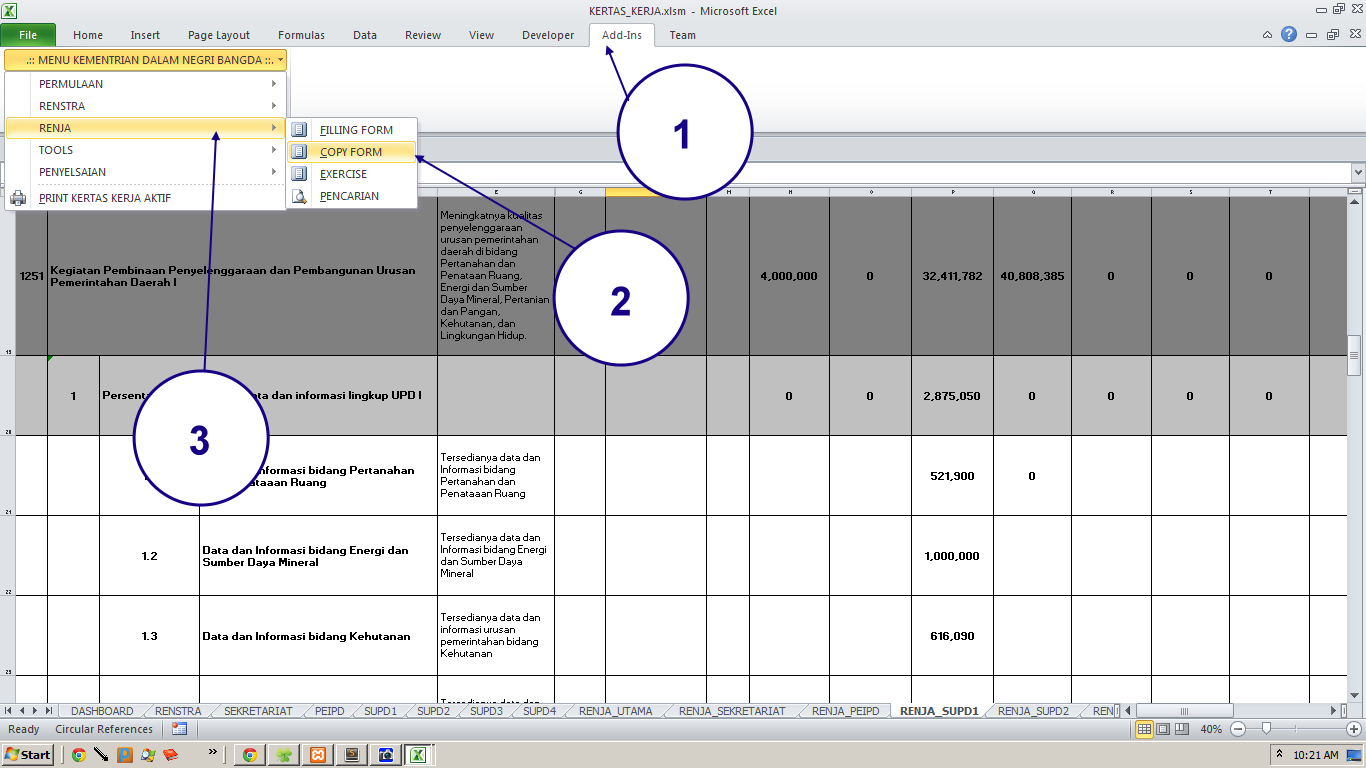 KERTAS_KERJA.xlsm - Microsoft Excel
File Home Insert Page Layout Formulas Data Review View Developer Add-Ins Team
.:: MENU KEMENTRIAN DALAM NEGRI BANGDA ::.
PERMULAAN
RENSTRA
RENJA
TOOLS
PENYELSAIAN
PRINT KERTAS KERJA AKTIF
FILLING FORM
COPY FORM
EXERCISE
PENCARIAN
1
2
3
E G M N O P Q R S T
1251
Kegiatan Pembinaan Penyelenggaraan dan Pembangunan Urusan
Pemerintahan Daerah I
Meningkatnya kualitas
penyelenggaraan
urusan pemerintahan
daerah di bidang
Pertanahan dan
Penataan Ruang,
Energi dan Sumber
Daya Mineral, Pertanian
dan Pangan,
Kehutanan, dan
Lingkungan Hidup.
4,000,000 0 32,411,782 40,808,385 0 0 0
19
1
lingkup UPD I
dan informasi
0 0 2,875,050 0 0 0 0
20
bidang Pertanahan
Ruang
Tersedianya data dan
Informasi bidang
Pertanahan dan
Penataaan Ruang
521,900 0
21
1.2
Data dan Informasi bidang Energi dan
Sumber Daya Mineral
Tersedianya data dan
Informasi bidang Energi
dan Sumber Daya
Mineral
1,000,000
22
1.3
Data dan Informasi bidang Kehutanan
Tersedianya data dan
informasi urusan
pemerintahan bidang
Kehutanan
616,090
23
DASHBOARD RENSTRA SEKRETARIAT PEIPD SUPD1 SUPD2 SUPD3 SUPD4 RENJA_UTAMA RENJA_SEKRETARIAT RENJA_PEIPD RENJA_SUPD1 RENJA_SUPD2 REN
Ready Circular References 40%
Start 10:21 AM